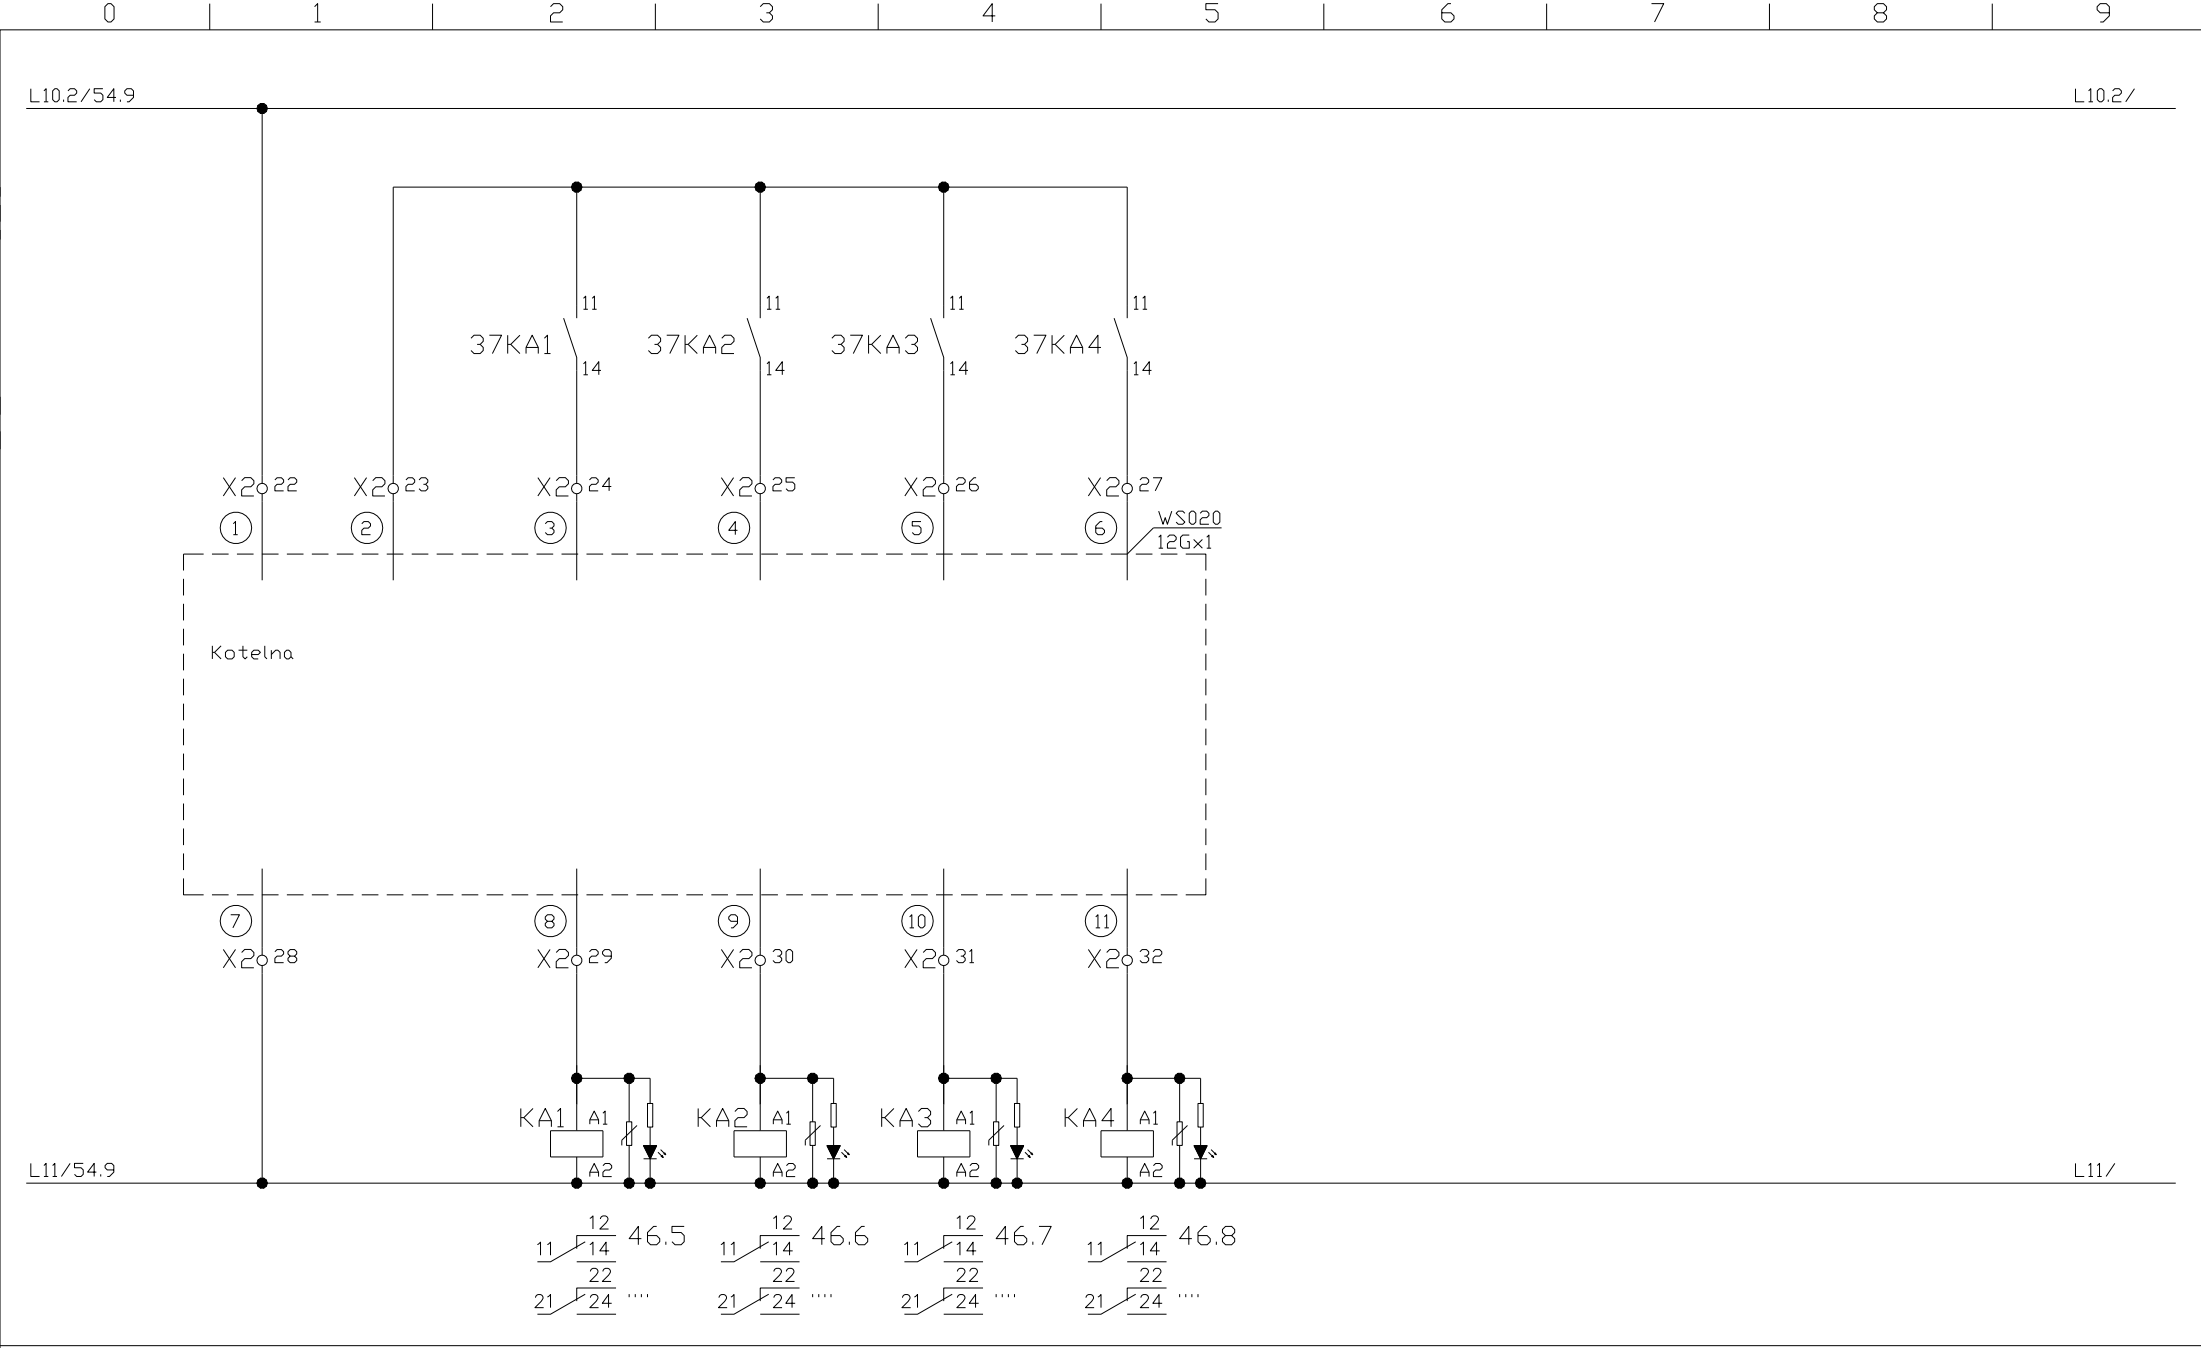 0 1 2 3 4 5 6 7 8 9
L10.2/54.9 L10.2/
11 11 11 11
37KA1 37KA2 37KA3 37KA4
14 14 14 14
X2 22 X2 23 X2 24 X2 25 X2 26 X2 27
1 2 3 4 5 6 WS020
12Gx1
Kotelna
7 8 9 10 11
X2 28 X2 29 X2 30 X2 31 X2 32
KA1 A1 KA2 A1 KA3 A1 KA4 A1
L11/54.9 A2 A2 A2 A2 L11/
12 46.5 12 46.6 12 46.7 12 46.8
11 14 11 14 11 14 11 14
22 22 22 22
21 24 '''' 21 24 '''' 21 24 '''' 21 24 ''''